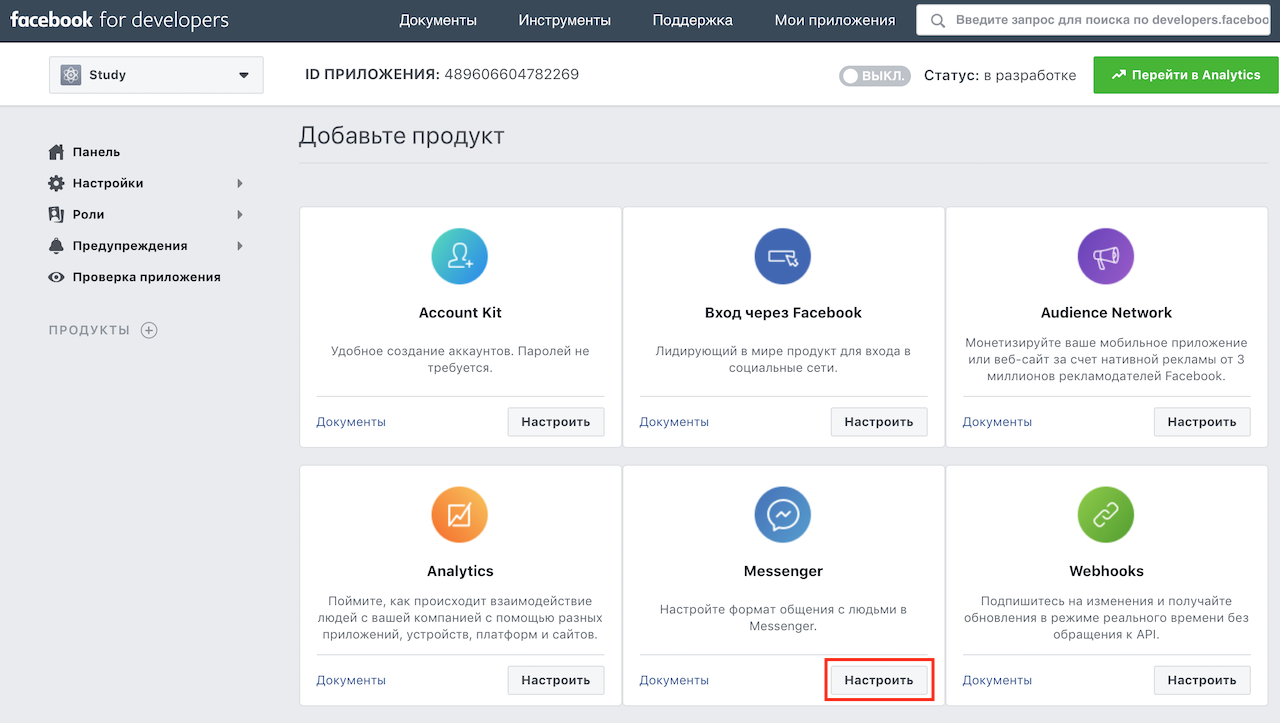 facebook for developers
Документы
Инструменты
Поддержка
Мои приложения
Введите запрос для поиска по developers.faceboo
Study
ID ПРИЛОЖЕНИЯ: 489606604782269
ВЫКЛ.
Статус: в разработке
Перейти в Analytics
Панель
Настройки
Роли
Предупреждения
Проверка приложения
ПРОДУКТЫ
Добавьте продукт
Account Kit
Удобное создание аккаунтов. Паролей не
требуется.
Документы
Настроить
Вход через Facebook
Лидирующий в мире продукт для входа в
социальные сети.
Документы
Настроить
Audience Network
Монетизируйте ваше мобильное приложение
или веб-сайт за счет нативной рекламы от 3
миллионов рекламодателей Facebook.
Документы
Настроить
Analytics
Поймите, как происходит взаимодействие
людей с вашей компанией с помощью разных
приложений, устройств, платформ и сайтов.
Документы
Настроить
Messenger
Настройте формат общения с людьми в
Messenger.
Документы
Настроить
Webhooks
Подпишитесь на изменения и получайте
обновления в режиме реального времени без
обращения к API.
Документы
Настроить